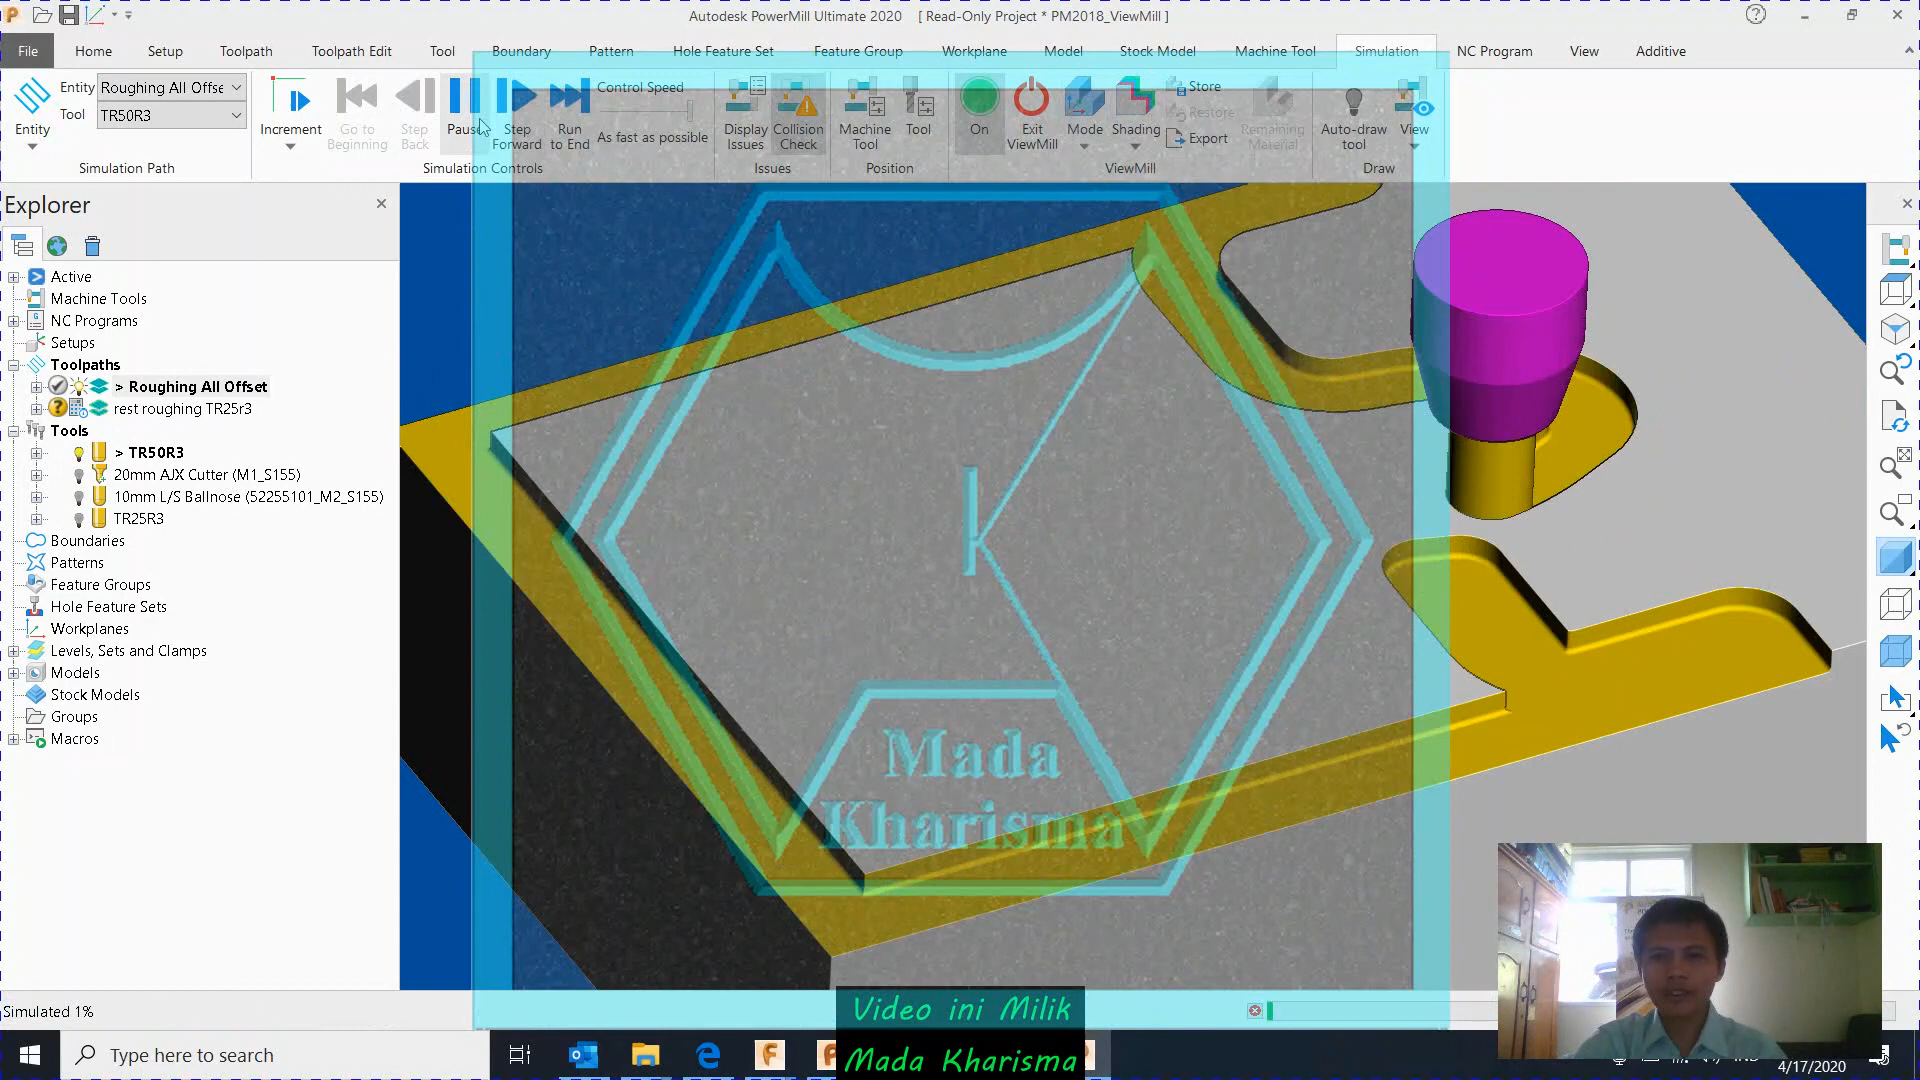 Autodesk PowerMill Ultimate 2020 [ Read-Only Project * PM2018_ViewMill ]
File Home Setup Toolpath Toolpath Edit Tool Boundary Pattern Hole Feature Set Feature Group Workplane Model Stock Model Machine Tool Simulation NC Program View Additive
Entity
Entity Roughing All Offse
Tool TR50R3
Simulation Path
Increment
Go to Beginning
Step Back
Pause
Step Forward
Run to End
Control Speed
As fast as possible
Simulation Controls
Display Issues
Collision Check
Issues
Machine Tool
Tool
Position
On
Exit ViewMill
Mode
Shading
Store
Restore
Export
Remaining Material
ViewMill
Auto-draw tool
View
Draw
Explorer
Active
Machine Tools
NC Programs
Setups
Toolpaths
> Roughing All Offset
rest roughing TR25r3
Tools
> TR50R3
20mm AJX Cutter (M1_S155)
10mm L/S Ballnose (52255101_M2_S155)
TR25R3
Boundaries
Patterns
Feature Groups
Hole Feature Sets
Workplanes
Levels, Sets and Clamps
Models
Stock Models
Groups
Macros
Mada
Kharisma
Simulated 1%
Video ini Milik
Mada Kharisma
Type here to search
4/17/2020